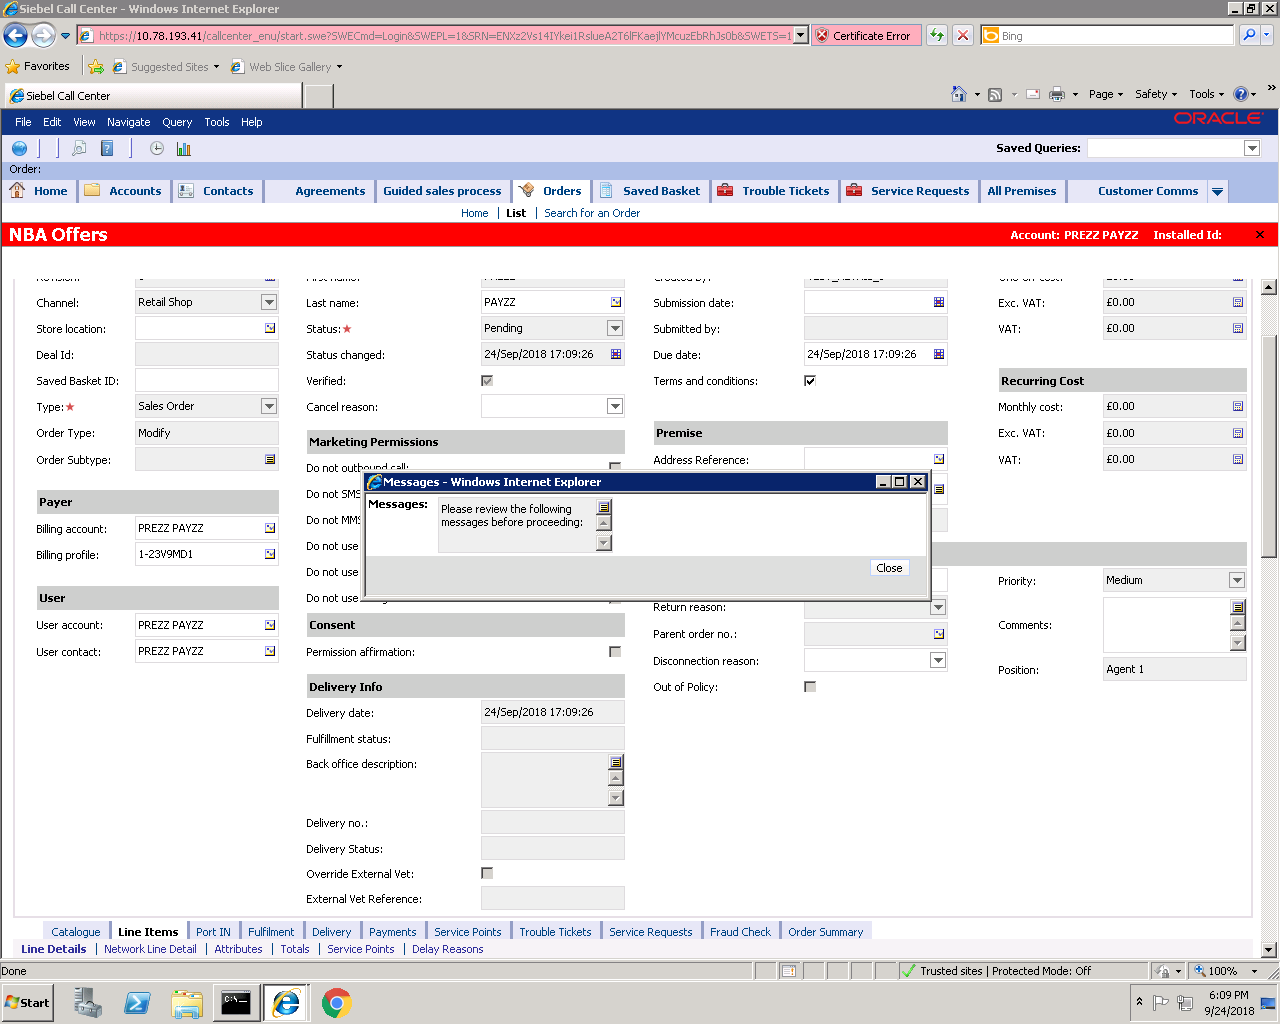 Siebel Call Center - Windows Internet Explorer
https://10.78.193.41/callcenter_enu/start.swe?SWECmd=Login&SWEPL=1&SRN=ENXz2Vs14IYkei1RslueA2T6lFKaejlYMcuzEbRhJs0b&SWETS=1
Certificate Error
Bing
Favorites
Suggested Sites
Web Slice Gallery
Siebel Call Center
Page
Safety
Tools
File Edit View Navigate Query Tools Help
ORACLE
Saved Queries:
Order:
Home Accounts Contacts Agreements Guided sales process Orders Saved Basket Trouble Tickets Service Requests All Premises Customer Comms
Home List Search for an Order
NBA Offers
Account: PREZZ PAYZZ Installed Id:
Channel: Retail Shop
Store location:
Deal Id:
Saved Basket ID:
Type: Sales Order
Order Type: Modify
Order Subtype:
Payer
Billing account: PREZZ PAYZZ
Billing profile: 1-23V9MD1
User
User account: PREZZ PAYZZ
User contact: PREZZ PAYZZ
Last name: PAYZZ
Status: Pending
Status changed: 24/Sep/2018 17:09:26
Verified:
Cancel reason:
Marketing Permissions
Do not outbound call:
Do not SMS
Do not MMS
Do not use
Do not use
Do not use
Consent
Permission affirmation:
Delivery Info
Delivery date: 24/Sep/2018 17:09:26
Fulfillment status:
Back office description:
Delivery no.:
Delivery Status:
Override External Vet:
External Vet Reference:
Submission date:
Submitted by:
Due date: 24/Sep/2018 17:09:26
Terms and conditions:
Premise
Address Reference:
Messages - Windows Internet Explorer
Messages: Please review the following
messages before proceeding:
Close
Return reason:
Parent order no.:
Disconnection reason:
Out of Policy:
Exc. VAT: £0.00
VAT: £0.00
Recurring Cost
Monthly cost: £0.00
Exc. VAT: £0.00
VAT: £0.00
Priority: Medium
Comments:
Position: Agent 1
Catalogue Line Items Port IN Fulfilment Delivery Payments Service Points Trouble Tickets Service Requests Fraud Check Order Summary
Line Details Network Line Detail Attributes Totals Service Points Delay Reasons
Done
Trusted sites | Protected Mode: Off
100%
Start
6:09 PM
9/24/2018